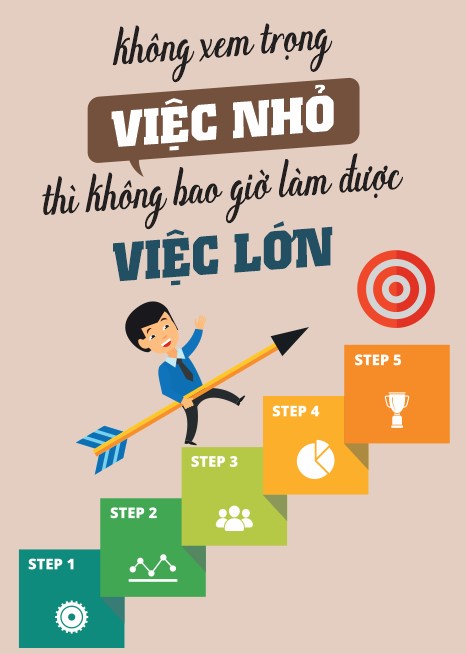 không xem trọng
VIỆC NHỎ
thì không bao giờ làm được
VIỆC LỚN
STEP 5
STEP 4
STEP 3
STEP 2
STEP 1